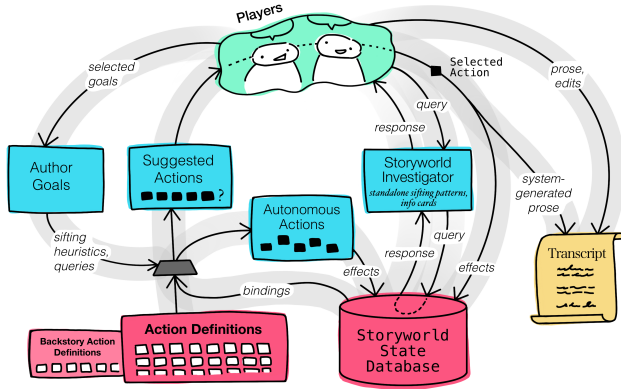 Players
selected
goals
Selected
Action
prose,
edits
query
response
Author
Goals
Suggested
Actions
?
Storyworld
Investigator
standalone sifting patterns,
info cards
system-
generated
prose
Autonomous
Actions
sifting
heuristics,
queries
response
query
effects
effects
Transcript
bindings
Backstory Action
Definitions
Action Definitions
Storyworld
State
Database